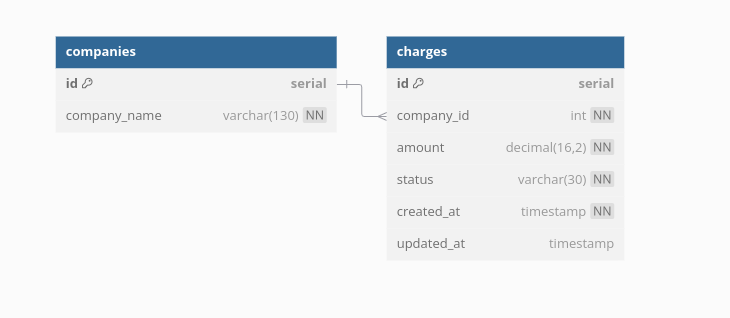 companies
id serial
company_name varchar(130) NN
charges
id serial
company_id int NN
amount decimal(16,2) NN
status varchar(30) NN
created_at timestamp NN
updated_at timestamp